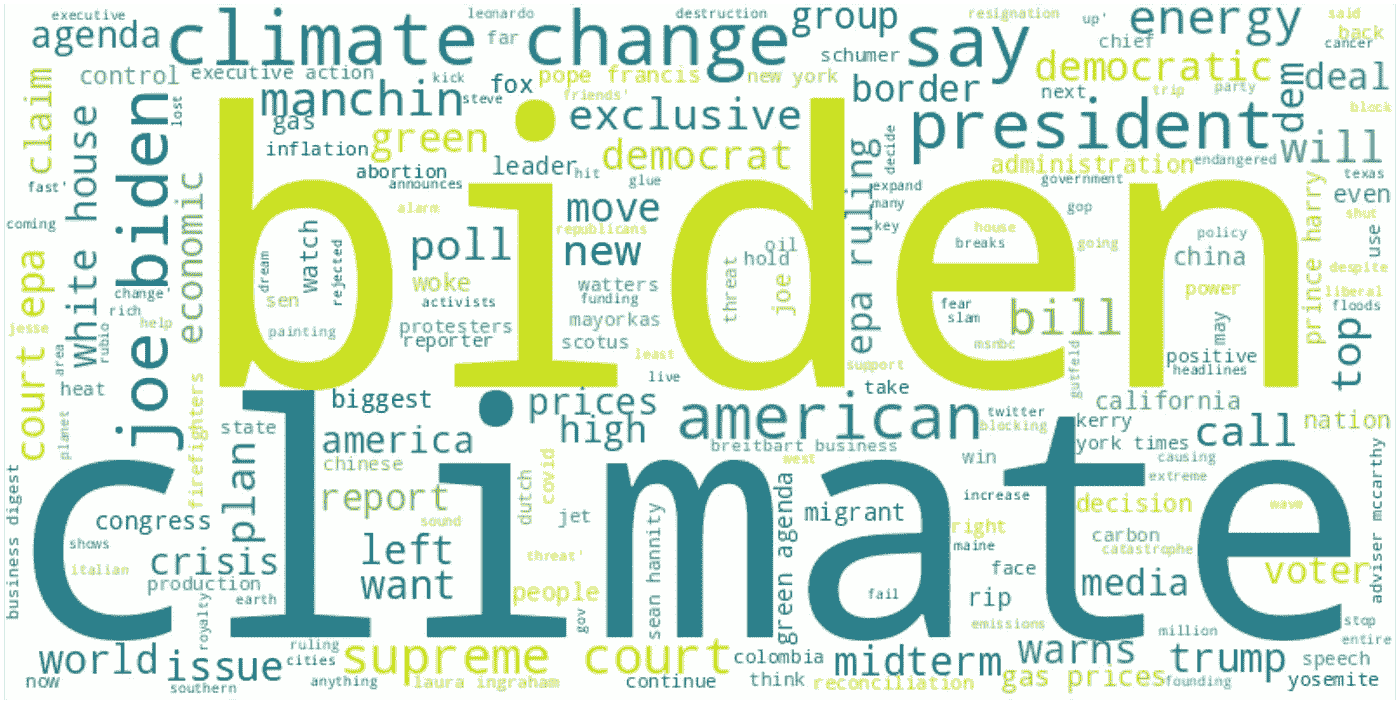 executive
leonardo
destruction
resignation
up'
said
agenda
climate change
far
group
schumer
say
energy
chief
back
cancer
control
executive action
kick
steve
fox
pope francis
new york
friends'
border
democratic
next
trip
party
dem
deal
block
claim
white house
joe biden
lost
manchin
gas
inflation
green
exclusive
democrat
president
administration
endangered
will
texas
even
fast'
abortion
announces
leader
hit
glue
decide
expand
many
key
government
gop
shut
use
coming
economic
biden
alarm
move
republicans
new
poll
woke
activists
watch
rejected
dream
sen
painting
protesters
reporter
watters
funding
mayorkas
scotus
least
live
oil
hold
threat
joe
epa ruling
house
breaks
going
fear
slam
bill
msnbc
support
take
gutfeld
policy
china
power
may
positive
headlines
prince harry
despite
liberal
floods
top
court epa
change
rich
help
jesse
area
rubio
planet
heat
firefighters
state
plan
biggest
america
chinese
report
sound
prices
high
american
breitbart business
west
twitter
blocking
win
kerry
york times
california
causing
call
nation
extreme
increase
business digest
congress
shows
crisis
italian
production
earth
royalty
climate
left
want
dutch
covid
jet
threat'
people
gov
sean hannity
green agenda
migrant
fail
right
maine
face
rip
emissions
decision
carbon
catastrophe
media
wave
voter
adviser mccarthy
million
stop
entire
world
now
issue
southern
ruling
cities
anything
supreme court
laura ingraham
continue
colombia
think
midterm
reconciliation
warns
gas prices
founding
trump
speech
yosemite